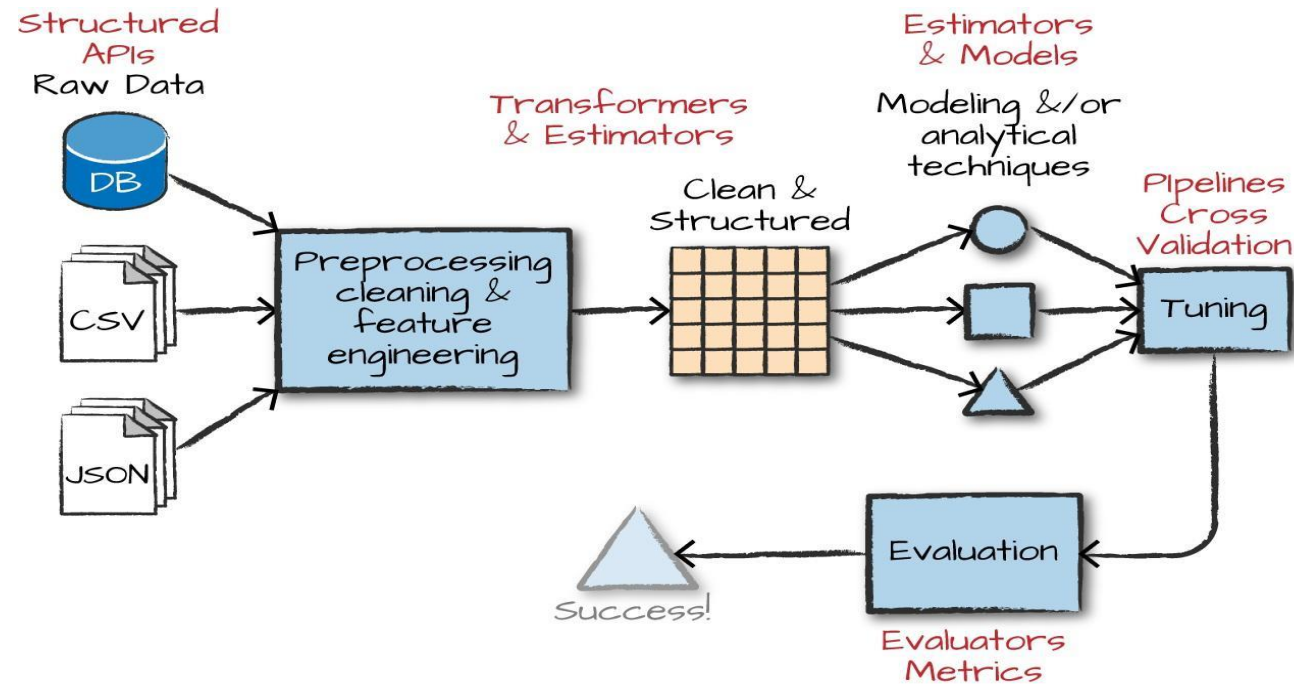 Structured
APIs
Raw Data
DB
CSV
JSON
Preprocessing
cleaning &
feature
engineering
Transformers
& Estimators
Clean &
Structured
Estimators
& Models
Modeling &/or
analytical
techniques
PIpelines
Cross
Validation
Tuning
Evaluation
Evaluators
Metrics
Success!